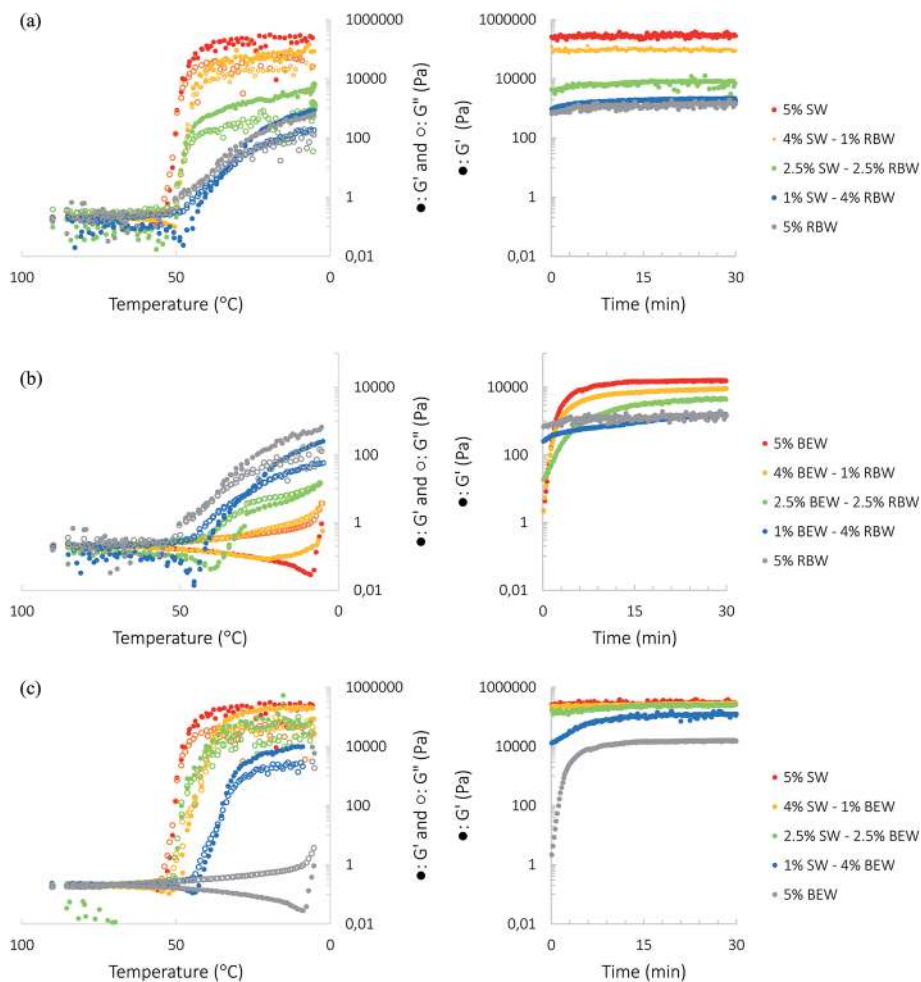 (a)
1000000
10000
100
1
0,01
100
50
0
Temperature (°C)
●: G' and ○: G'' (Pa)
●: G' (Pa)
1000000
10000
100
1
0,01
0
15
30
Time (min)
5% SW
4% SW - 1% RBW
2.5% SW - 2.5% RBW
1% SW - 4% RBW
5% RBW
(b)
10000
100
1
0,01
100
50
0
Temperature (°C)
●: G' and ○: G'' (Pa)
●: G' (Pa)
10000
100
1
0,01
0
15
30
Time (min)
5% BEW
4% BEW - 1% RBW
2.5% BEW - 2.5% RBW
1% BEW - 4% RBW
5% RBW
(c)
1000000
10000
100
1
0,01
100
50
0
Temperature (°C)
●: G' and ○: G'' (Pa)
●: G' (Pa)
1000000
10000
100
1
0,01
0
15
30
Time (min)
5% SW
4% SW - 1% BEW
2.5% SW - 2.5% BEW
1% SW - 4% BEW
5% BEW